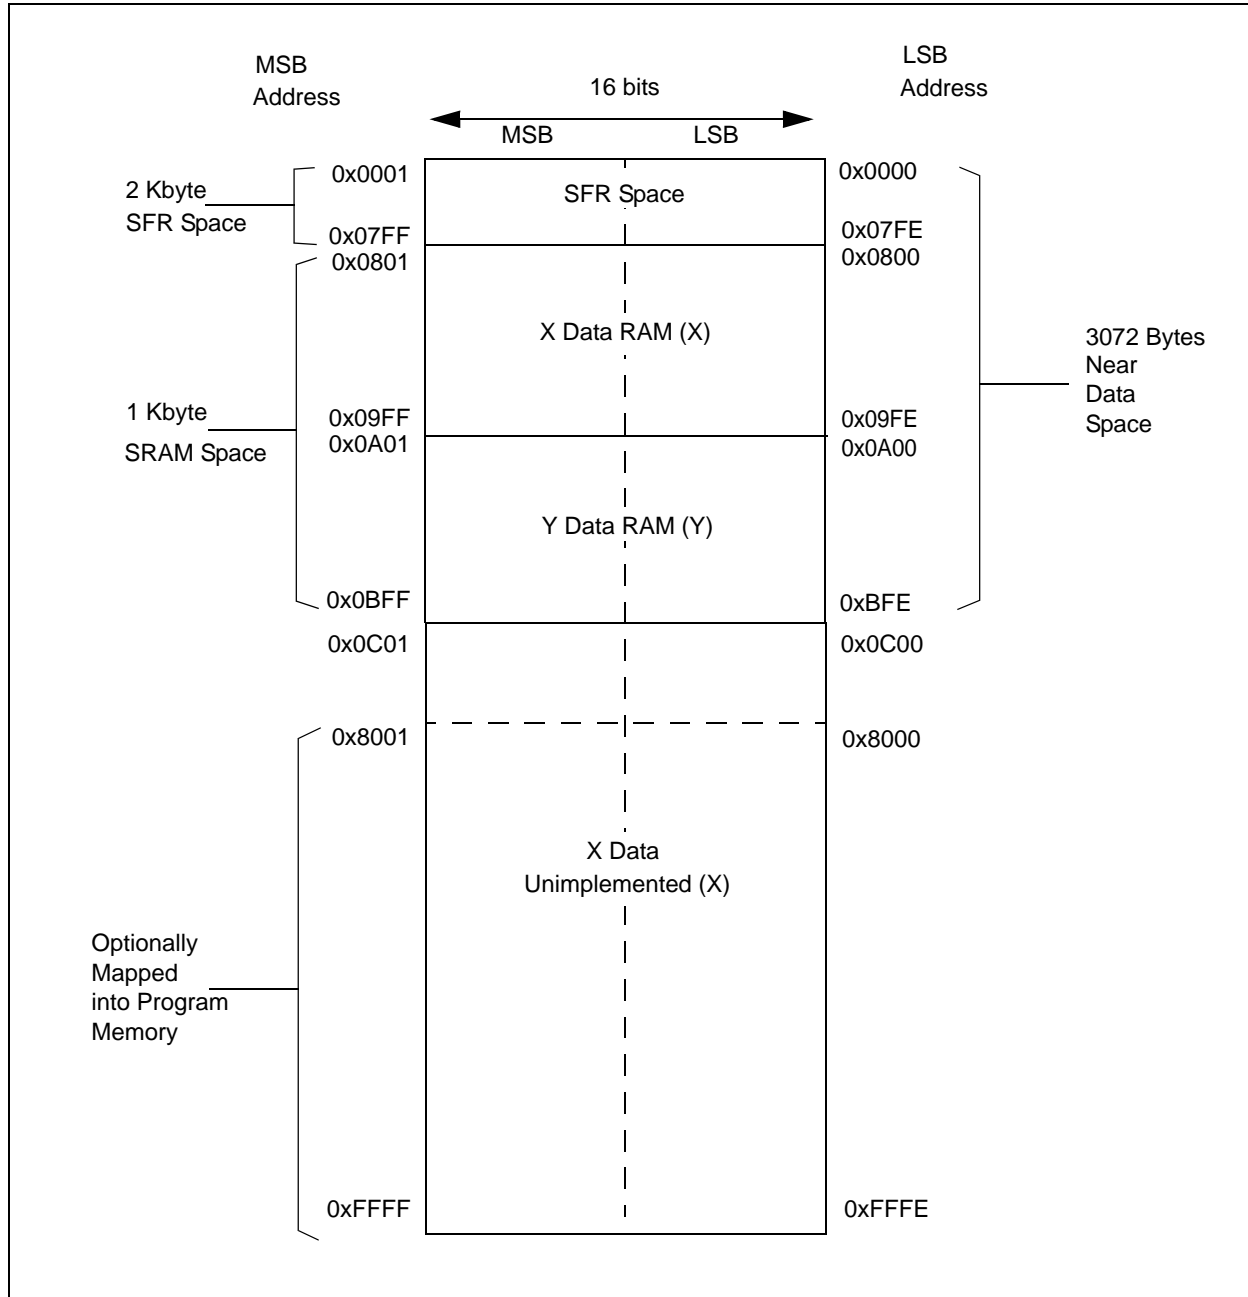 MSB
Address
LSB
Address
16 bits
MSB
LSB
0x0001
0x0000
2 Kbyte
SFR Space
SFR Space
0x07FF
0x07FE
0x0801
0x0800
X Data RAM (X)
3072 Bytes
Near
Data
Space
1 Kbyte
SRAM Space
0x09FF
0x09FE
0x0A01
0x0A00
Y Data RAM (Y)
0x0BFF
0xBFE
0x0C01
0x0C00
0x8001
0x8000
X Data
Unimplemented (X)
Optionally
Mapped
into Program
Memory
0xFFFF
0xFFFE